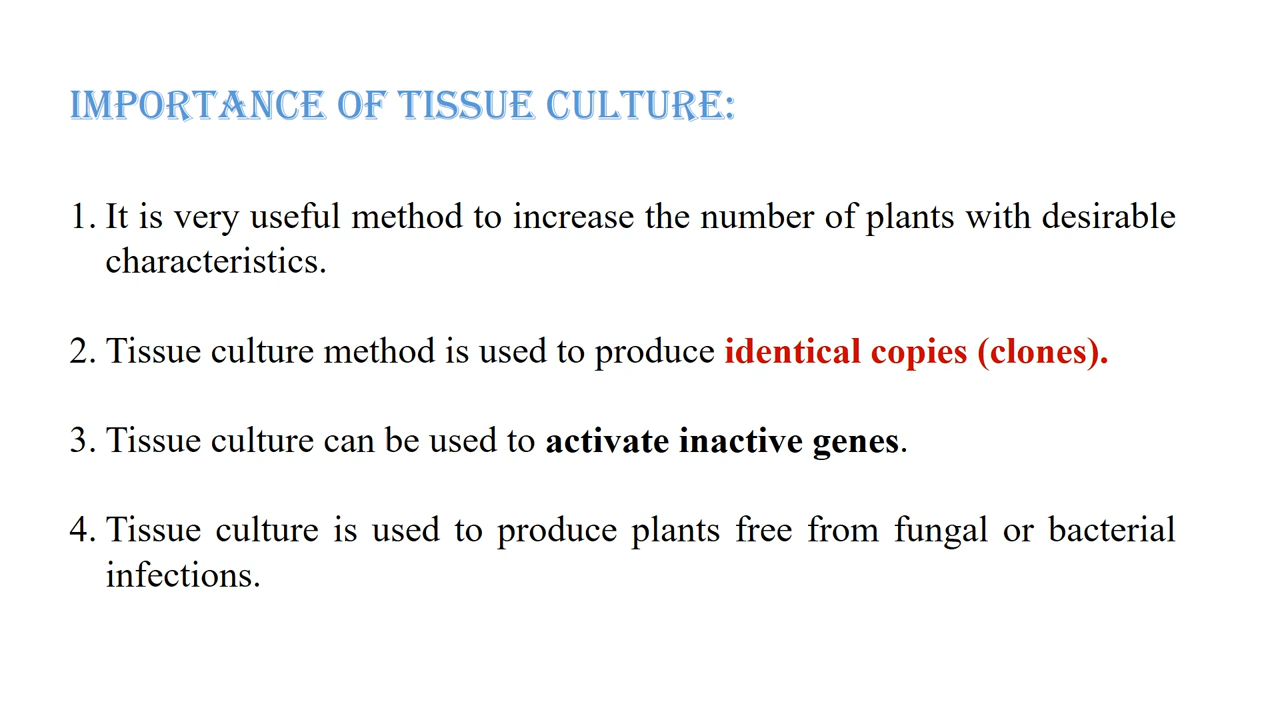 IMPORTANCE OF TISSUE CULTURE:
1. It is very useful method to increase the number of plants with desirable
characteristics.
2. Tissue culture method is used to produce identical copies (clones).
3. Tissue culture can be used to activate inactive genes.
4. Tissue culture is used to produce plants free from fungal or bacterial
infections.